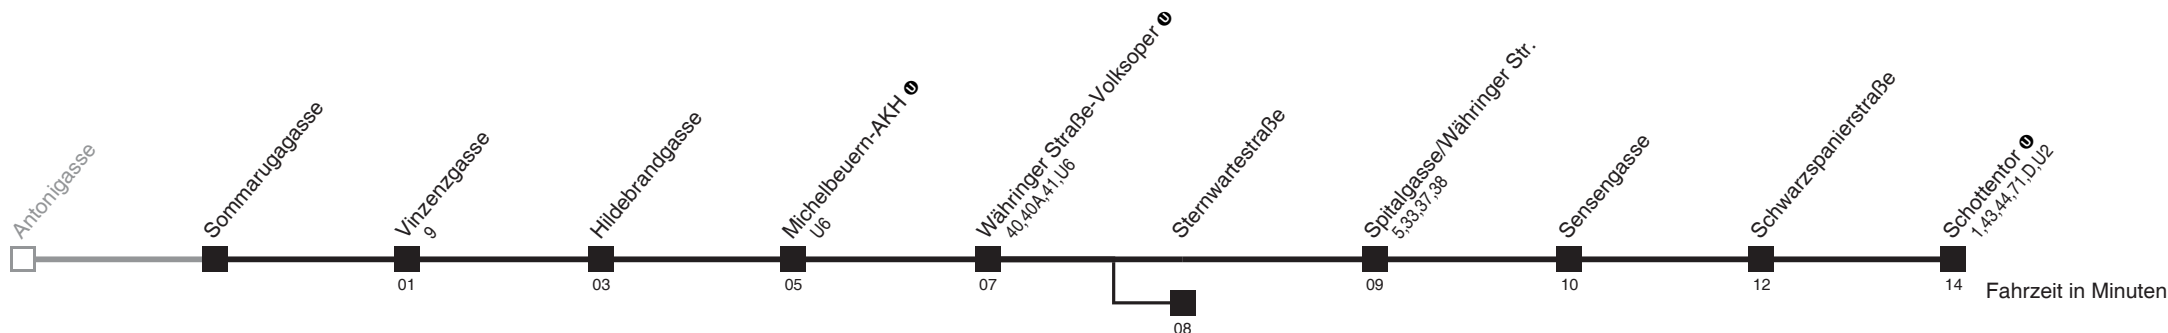 Antonigasse
Sommarugagasse
Vinzenzgasse
9
Hildebrandgasse
Michelbeuern-AKH U
U6
Währinger Straße-Volksoper U
40,40A,41,U6
Sternwartestraße
Spitalgasse/Währinger Str.
5,33,37,38
Sensengasse
Schwarzspanierstraße
Schottentor U
1,43,44,71,D,U2
01
03
05
07
08
09
10
12
14
Fahrzeit in Minuten